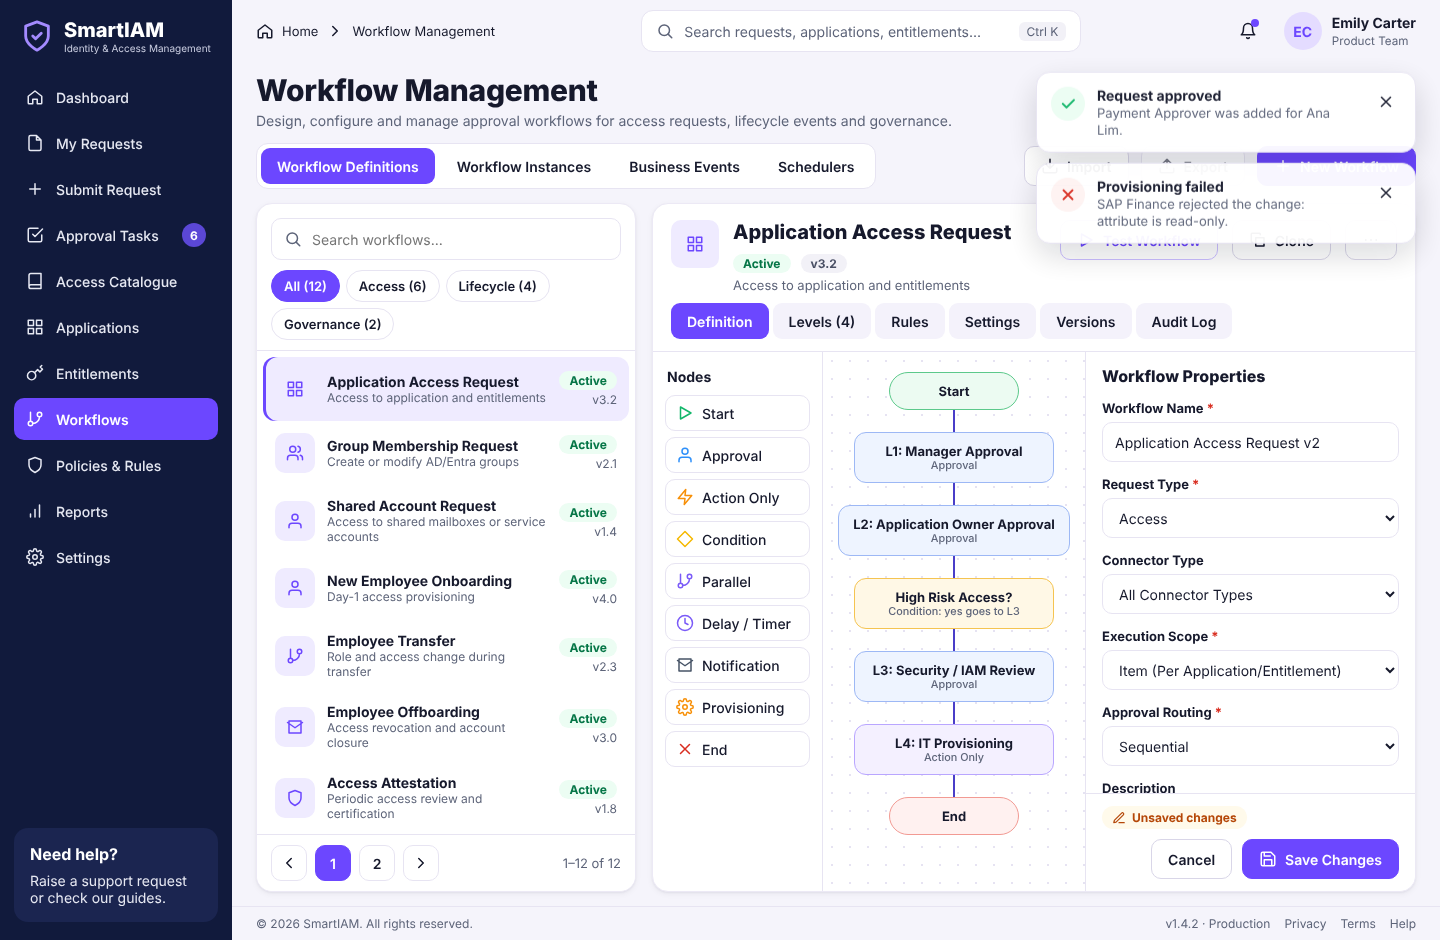 SmartIAM
Identity & Access Management
Dashboard
My Requests
Submit Request
Approval Tasks 6
Access Catalogue
Applications
Entitlements
Workflows
Policies & Rules
Reports
Settings
Need help?
Raise a support request
or check our guides.
Home Workflow Management
Search requests, applications, entitlements... Ctrl K
EC
Emily Carter
Product Team
Workflow Management
Design, configure and manage approval workflows for access requests, lifecycle events and governance.
Workflow Definitions Workflow Instances Business Events Schedulers
Import Export New Workflow
Request approved
Payment Approver was added for Ana
Lim.
Provisioning failed
SAP Finance rejected the change:
attribute is read-only.
Search workflows...
All (12) Access (6) Lifecycle (4)
Governance (2)
Application Access Request Active
Access to application and entitlements v3.2
Group Membership Request Active
Create or modify AD/Entra groups v2.1
Shared Account Request Active
Access to shared mailboxes or service
accounts v1.4
New Employee Onboarding Active
Day-1 access provisioning v4.0
Employee Transfer Active
Role and access change during
transfer v2.3
Employee Offboarding Active
Access revocation and account
closure v3.0
Access Attestation Active
Periodic access review and
certification v1.8
1 2 1–12 of 12
Application Access Request
Active v3.2
Access to application and entitlements
Test Workflow Clone
Definition Levels (4) Rules Settings Versions Audit Log
Nodes
Start
Approval
Action Only
Condition
Parallel
Delay / Timer
Notification
Provisioning
End
Start
L1: Manager Approval
Approval
L2: Application Owner Approval
Approval
High Risk Access?
Condition: yes goes to L3
L3: Security / IAM Review
Approval
L4: IT Provisioning
Action Only
End
Workflow Properties
Workflow Name *
Application Access Request v2
Request Type *
Access
Connector Type
All Connector Types
Execution Scope *
Item (Per Application/Entitlement)
Approval Routing *
Sequential
Description
Unsaved changes
Cancel Save Changes
© 2026 SmartIAM. All rights reserved.
v1.4.2 · Production Privacy Terms Help